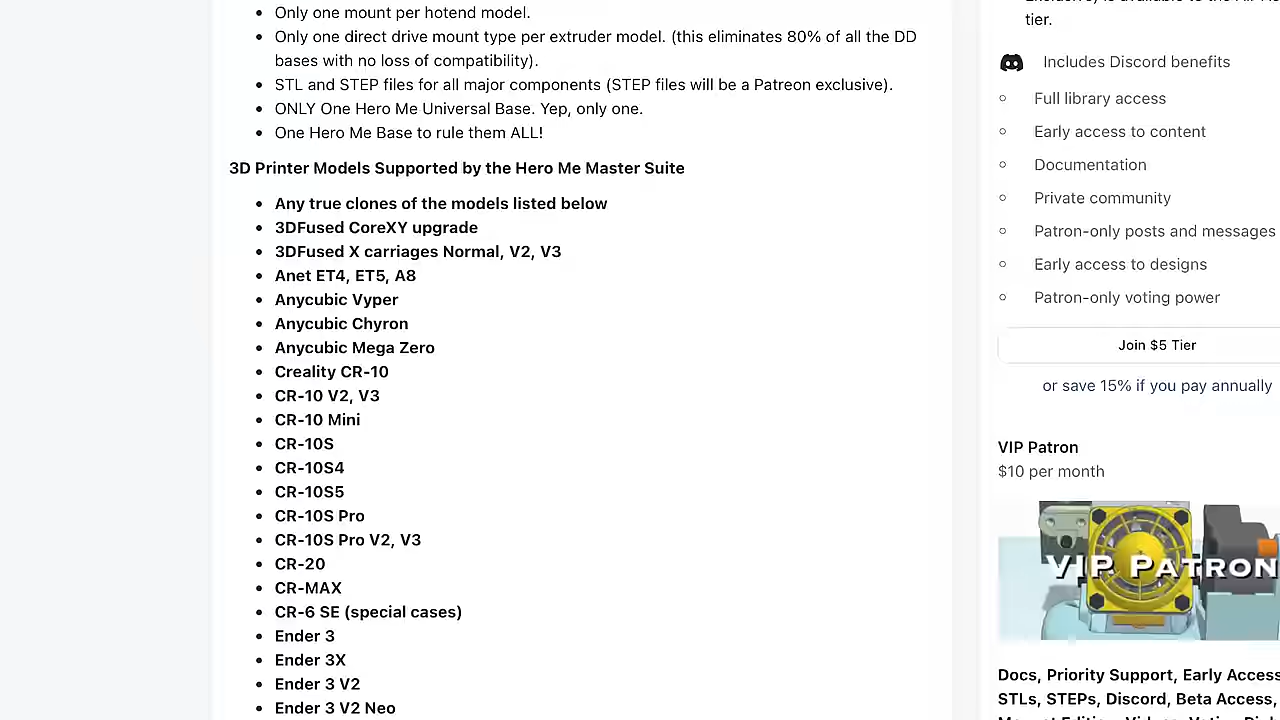 Only one mount per hotend model.
Only one direct drive mount type per extruder model. (this eliminates 80% of all the DD
bases with no loss of compatibility).
STL and STEP files for all major components (STEP files will be a Patreon exclusive).
ONLY One Hero Me Universal Base. Yep, only one.
One Hero Me Base to rule them ALL!
3D Printer Models Supported by the Hero Me Master Suite
Any true clones of the models listed below
3DFused CoreXY upgrade
3DFused X carriages Normal, V2, V3
Anet ET4, ET5, A8
Anycubic Vyper
Anycubic Chyron
Anycubic Mega Zero
Creality CR-10
CR-10 V2, V3
CR-10 Mini
CR-10S
CR-10S4
CR-10S5
CR-10S Pro
CR-10S Pro V2, V3
CR-20
CR-MAX
CR-6 SE (special cases)
Ender 3
Ender 3X
Ender 3 V2
Ender 3 V2 Neo
tier.
Includes Discord benefits
Full library access
Early access to content
Documentation
Private community
Patron-only posts and messages
Early access to designs
Patron-only voting power
Join $5 Tier
or save 15% if you pay annually
VIP Patron
$10 per month
VIP PATRON
Docs, Priority Support, Early Access
STLs, STEPs, Discord, Beta Access,